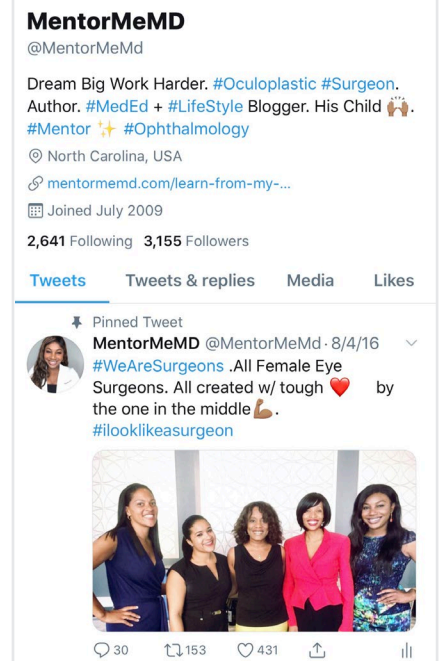 MentorMeMD
@MentorMeMd
Dream Big Work Harder. #Oculoplastic #Surgeon.
Author. #MedEd + #LifeStyle Blogger. His Child 🙌🏽.
#Mentor ✨ #Ophthalmology
North Carolina, USA
mentormemd.com/learn-from-my-...
Joined July 2009
2,641 Following 3,155 Followers
Tweets Tweets & replies Media Likes
Pinned Tweet
MentorMeMD @MentorMeMd · 8/4/16
#WeAreSurgeons .All Female Eye
Surgeons. All created w/ tough ❤️ by
the one in the middle 💪🏽.
#ilooklikeasurgeon
30 153 431